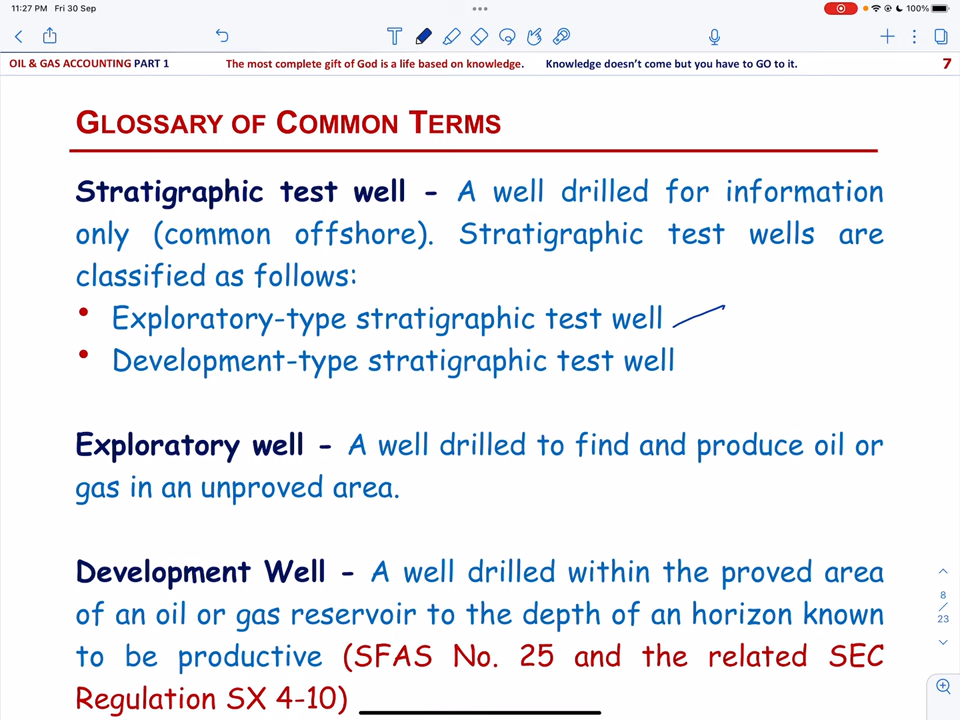 11:27 PM Fri 30 Sep
100%
OIL & GAS ACCOUNTING PART 1 The most complete gift of God is a life based on knowledge. Knowledge doesn't come but you have to GO to it. 7
GLOSSARY OF COMMON TERMS
Stratigraphic test well - A well drilled for information
only (common offshore). Stratigraphic test wells are
classified as follows:
• Exploratory-type stratigraphic test well
• Development-type stratigraphic test well
Exploratory well - A well drilled to find and produce oil or
gas in an unproved area.
Development Well - A well drilled within the proved area
of an oil or gas reservoir to the depth of an horizon known
to be productive (SFAS No. 25 and the related SEC
Regulation SX 4-10)
8
/
23